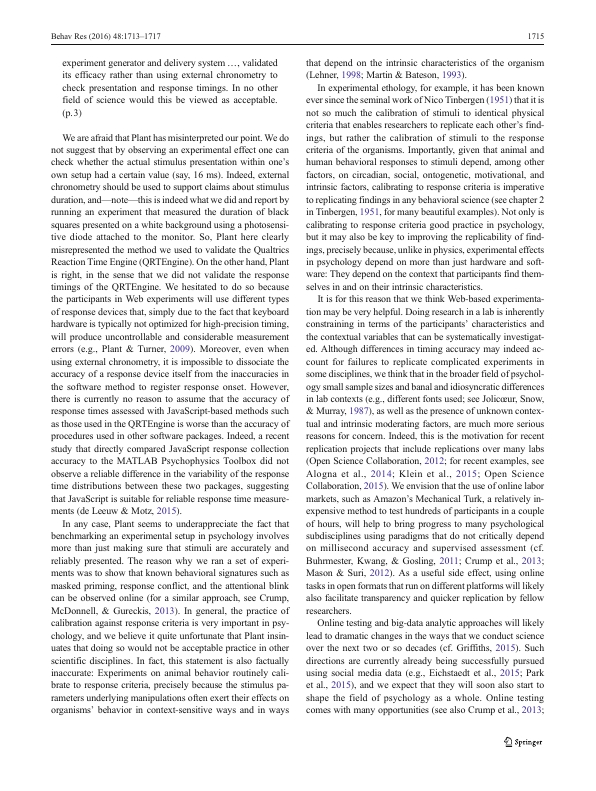 Behav Res (2016) 48:1713–1717
1715
experiment generator and delivery system …, validated
its efficacy rather than using external chronometry to
check presentation and response timings. In no other
field of science would this be viewed as acceptable.
(p.3)
We are afraid that Plant has misinterpreted our point. We do
not suggest that by observing an experimental effect one can
check whether the actual stimulus presentation within one's
own setup had a certain value (say, 16 ms). Indeed, external
chronometry should be used to support claims about stimulus
duration, and—note—this is indeed what we did and report by
running an experiment that measured the duration of black
squares presented on a white background using a photosensi-
tive diode attached to the monitor. So, Plant here clearly
misrepresented the method we used to validate the Qualtrics
Reaction Time Engine (QRTEngine). On the other hand, Plant
is right, in the sense that we did not validate the response
timings of the QRTEngine. We hesitated to do so because
the participants in Web experiments will use different types
of response devices that, simply due to the fact that keyboard
hardware is typically not optimized for high-precision timing,
will produce uncontrollable and considerable measurement
errors (e.g., Plant & Turner, 2009). Moreover, even when
using external chronometry, it is impossible to dissociate the
accuracy of a response device itself from the inaccuracies in
the software method to register response onset. However,
there is currently no reason to assume that the accuracy of
response times assessed with JavaScript-based methods such
as those used in the QRTEngine is worse than the accuracy of
procedures used in other software packages. Indeed, a recent
study that directly compared JavaScript response collection
accuracy to the MATLAB Psychophysics Toolbox did not
observe a reliable difference in the variability of the response
time distributions between these two packages, suggesting
that JavaScript is suitable for reliable response time measure-
ments (de Leeuw & Motz, 2015).
In any case, Plant seems to underappreciate the fact that
benchmarking an experimental setup in psychology involves
more than just making sure that stimuli are accurately and
reliably presented. The reason why we ran a set of experi-
ments was to show that known behavioral signatures such as
masked priming, response conflict, and the attentional blink
can be observed online (for a similar approach, see Crump,
McDonnell, & Gureckis, 2013). In general, the practice of
calibration against response criteria is very important in psy-
chology, and we believe it quite unfortunate that Plant insin-
uates that doing so would not be acceptable practice in other
scientific disciplines. In fact, this statement is also factually
inaccurate: Experiments on animal behavior routinely cali-
brate to response criteria, precisely because the stimulus pa-
rameters underlying manipulations often exert their effects on
organisms' behavior in context-sensitive ways and in ways
that depend on the intrinsic characteristics of the organism
(Lehner, 1998; Martin & Bateson, 1993).
In experimental ethology, for example, it has been known
ever since the seminal work of Nico Tinbergen (1951) that it is
not so much the calibration of stimuli to identical physical
criteria that enables researchers to replicate each other's find-
ings, but rather the calibration of stimuli to the response
criteria of the organisms. Importantly, given that animal and
human behavioral responses to stimuli depend, among other
factors, on circadian, social, ontogenetic, motivational, and
intrinsic factors, calibrating to response criteria is imperative
to replicating findings in any behavioral science (see chapter 2
in Tinbergen, 1951, for many beautiful examples). Not only is
calibrating to response criteria good practice in psychology,
but it may also be key to improving the replicability of find-
ings, precisely because, unlike in physics, experimental effects
in psychology depend on more than just hardware and soft-
ware: They depend on the context that participants find them-
selves in and on their intrinsic characteristics.
It is for this reason that we think Web-based experimenta-
tion may be very helpful. Doing research in a lab is inherently
constraining in terms of the participants' characteristics and
the contextual variables that can be systematically investigat-
ed. Although differences in timing accuracy may indeed ac-
count for failures to replicate complicated experiments in
some disciplines, we think that in the broader field of psychol-
ogy small sample sizes and banal and idiosyncratic differences
in lab contexts (e.g., different fonts used; see Jolicœur, Snow,
& Murray, 1987), as well as the presence of unknown contex-
tual and intrinsic moderating factors, are much more serious
reasons for concern. Indeed, this is the motivation for recent
replication projects that include replications over many labs
(Open Science Collaboration, 2012; for recent examples, see
Alogna et al., 2014; Klein et al., 2015; Open Science
Collaboration, 2015). We envision that the use of online labor
markets, such as Amazon's Mechanical Turk, a relatively in-
expensive method to test hundreds of participants in a couple
of hours, will help to bring progress to many psychological
subdisciplines using paradigms that do not critically depend
on millisecond accuracy and supervised assessment (cf.
Buhrmester, Kwang, & Gosling, 2011; Crump et al., 2013;
Mason & Suri, 2012). As a useful side effect, using online
tasks in open formats that run on different platforms will likely
also facilitate transparency and quicker replication by fellow
researchers.
Online testing and big-data analytic approaches will likely
lead to dramatic changes in the ways that we conduct science
over the next two or so decades (cf. Griffiths, 2015). Such
directions are currently already being successfully pursued
using social media data (e.g., Eichstaedt et al., 2015; Park
et al., 2015), and we expect that they will soon also start to
shape the field of psychology as a whole. Online testing
comes with many opportunities (see also Crump et al., 2013;
Springer